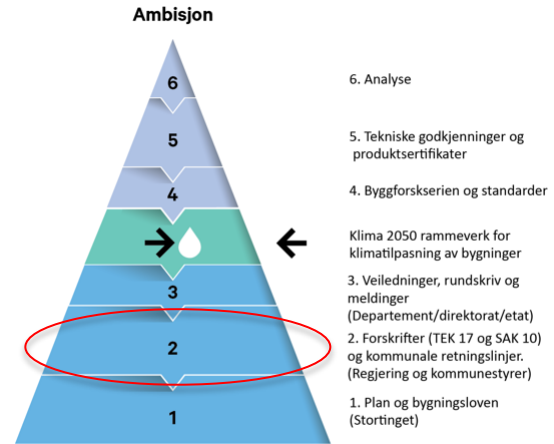 Ambisjon
6
6. Analyse
5
5. Tekniske godkjenninger og
produktsertifikater
4
4. Byggforskserien og standarder
Klima 2050 rammeverk for
klimatilpasning av bygninger
3
3. Veiledninger, rundskriv og
meldinger
(Departement/direktorat/etat)
2
2. Forskrifter (TEK 17 og SAK 10)
og kommunale retningslinjer.
(Regjering og kommunestyrer)
1
1. Plan og bygningsloven
(Stortinget)